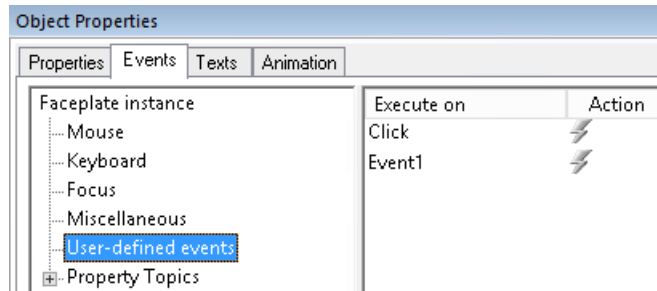 Object Properties
Properties Events Texts Animation
Faceplate instance
Mouse
Keyboard
Focus
Miscellaneous
User-defined events
Property Topics
Execute on Action
Click
Event1